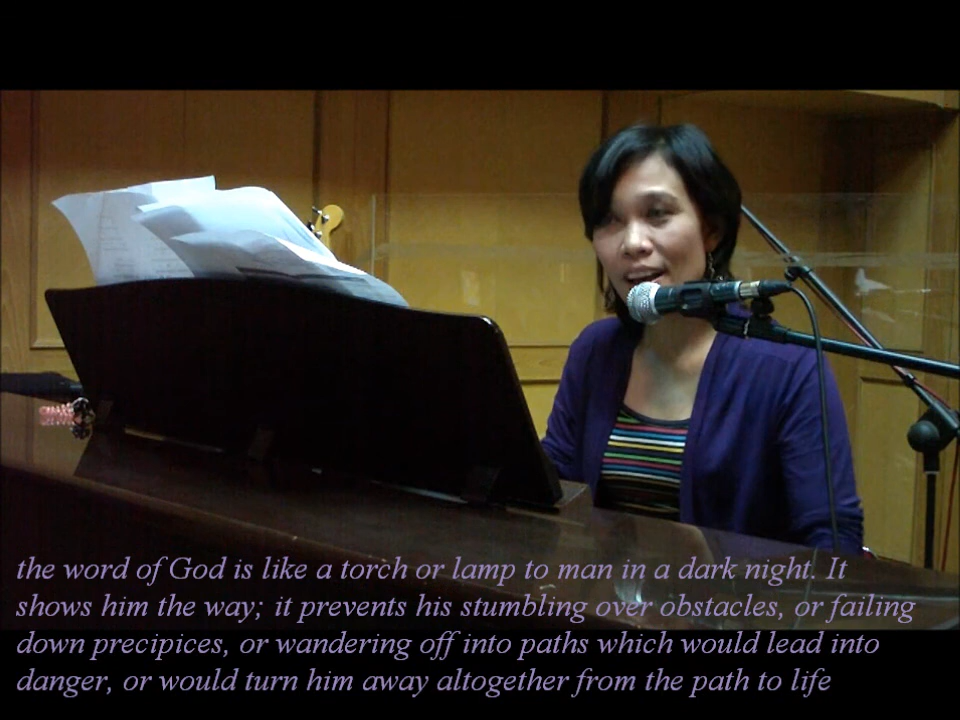 the word of God is like a torch or lamp to man in a dark night. It
shows him the way; it prevents his stumbling over obstacles, or failing
down precipices, or wandering off into paths which would lead into
danger, or would turn him away altogether from the path to life